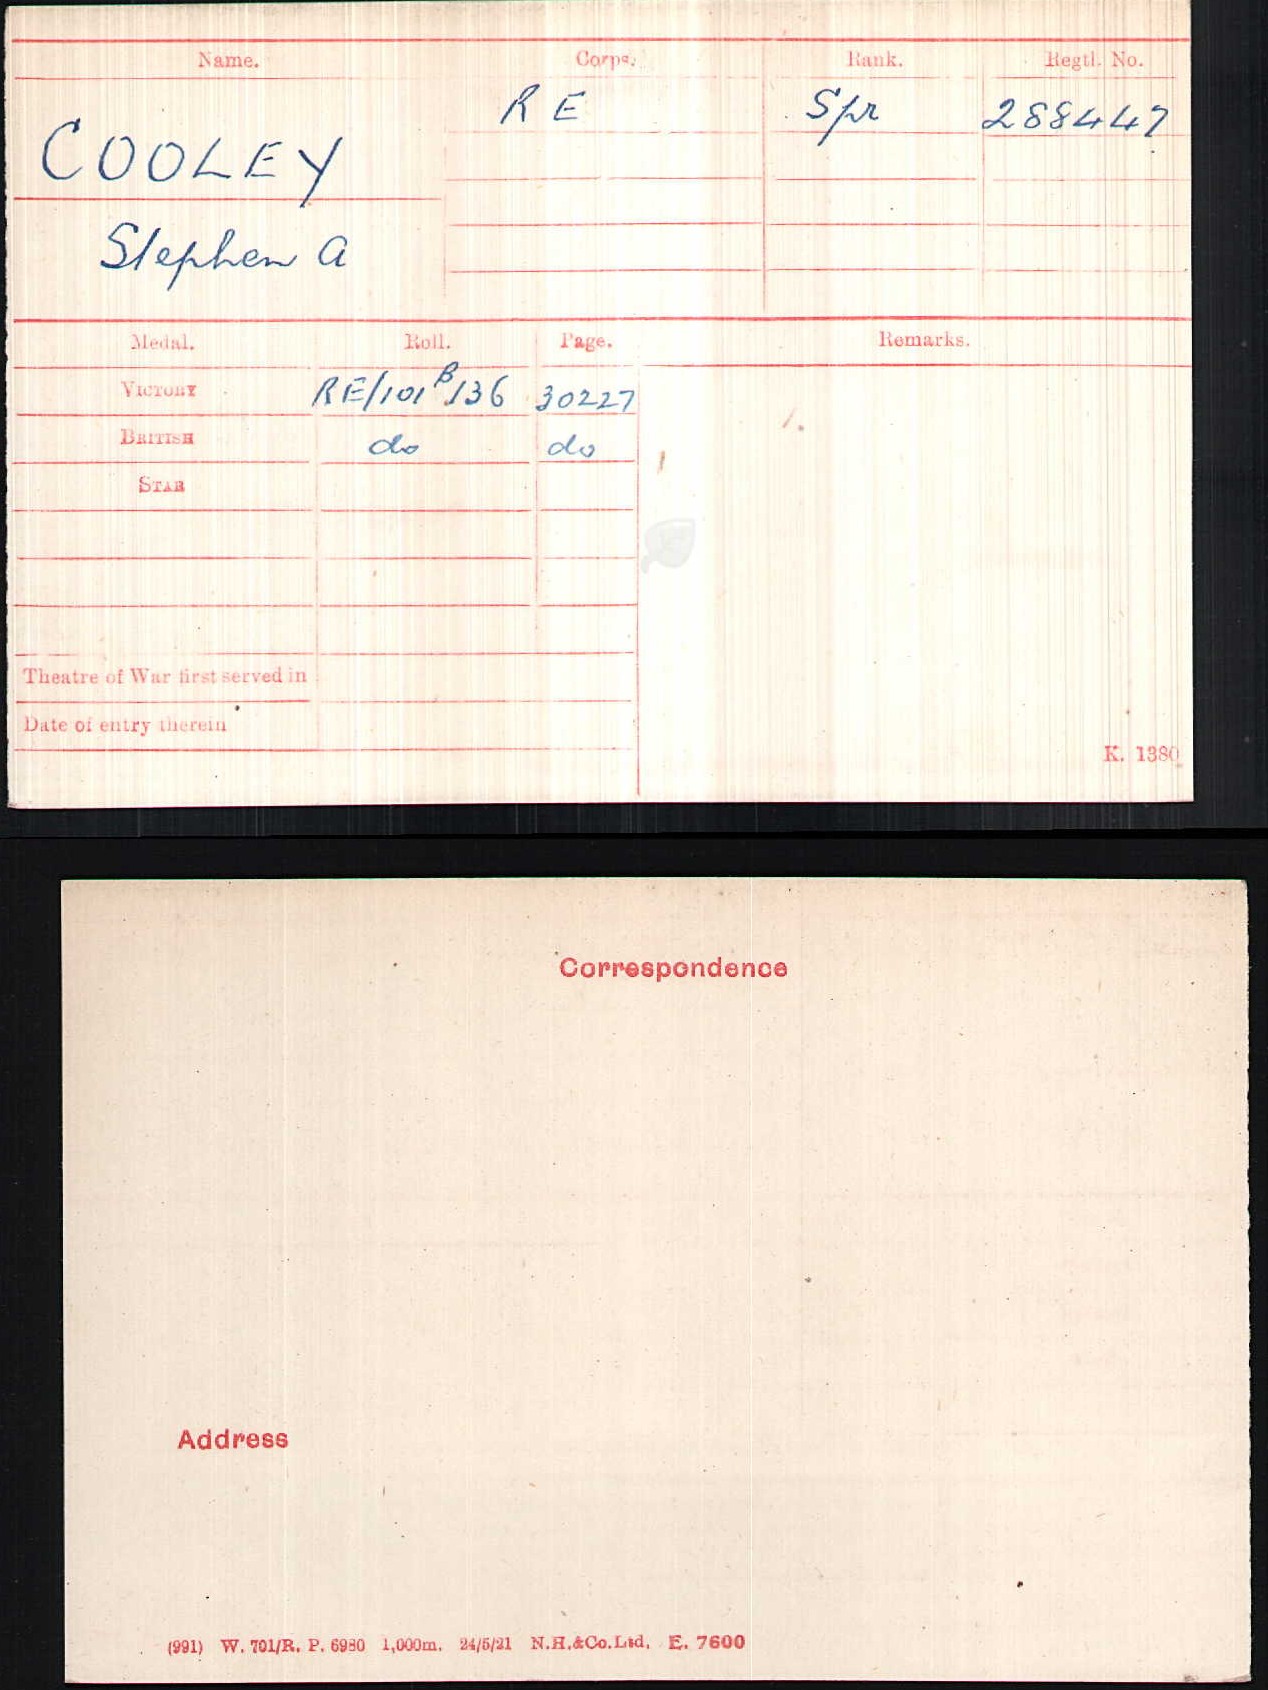 Name. Corps. Rank. Regtl. No.
COOLEY R E Spr 288447
Stephen A
Medal. Roll. Page. Remarks.
VICTORY RE/101B/136 30227
BRITISH do do
STAR
Theatre of War first served in
Date of entry therein
K. 1380
Correspondence
Address
(991) W. 701/R. P. 6980 1,000m. 24/5/21 N.H.&Co.Ltd. E. 7600